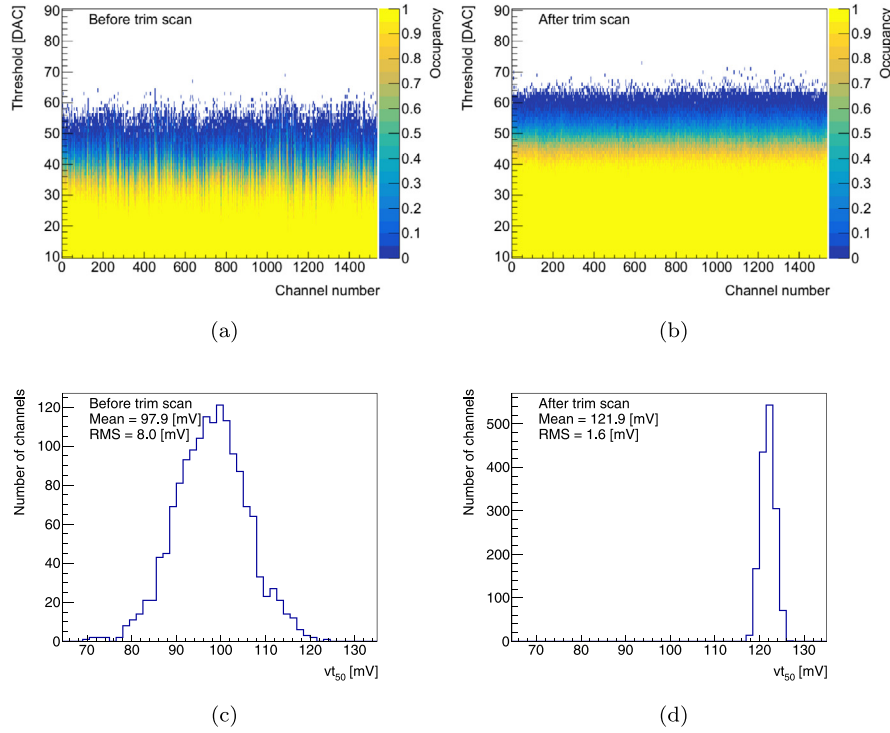 Before trim scan
Threshold [DAC]
90
80
70
60
50
40
30
20
10
0 200 400 600 800 1000 1200 1400
Channel number
1
0.9
0.8
0.7
0.6
0.5
0.4
0.3
0.2
0.1
0
Occupancy
(a)
After trim scan
Threshold [DAC]
90
80
70
60
50
40
30
20
10
0 200 400 600 800 1000 1200 1400
Channel number
1
0.9
0.8
0.7
0.6
0.5
0.4
0.3
0.2
0.1
0
Occupancy
(b)
Before trim scan
Mean = 97.9 [mV]
RMS = 8.0 [mV]
Number of channels
120
100
80
60
40
20
0
70 80 90 100 110 120 130
vt50 [mV]
(c)
After trim scan
Mean = 121.9 [mV]
RMS = 1.6 [mV]
Number of channels
500
400
300
200
100
0
70 80 90 100 110 120 130
vt50 [mV]
(d)